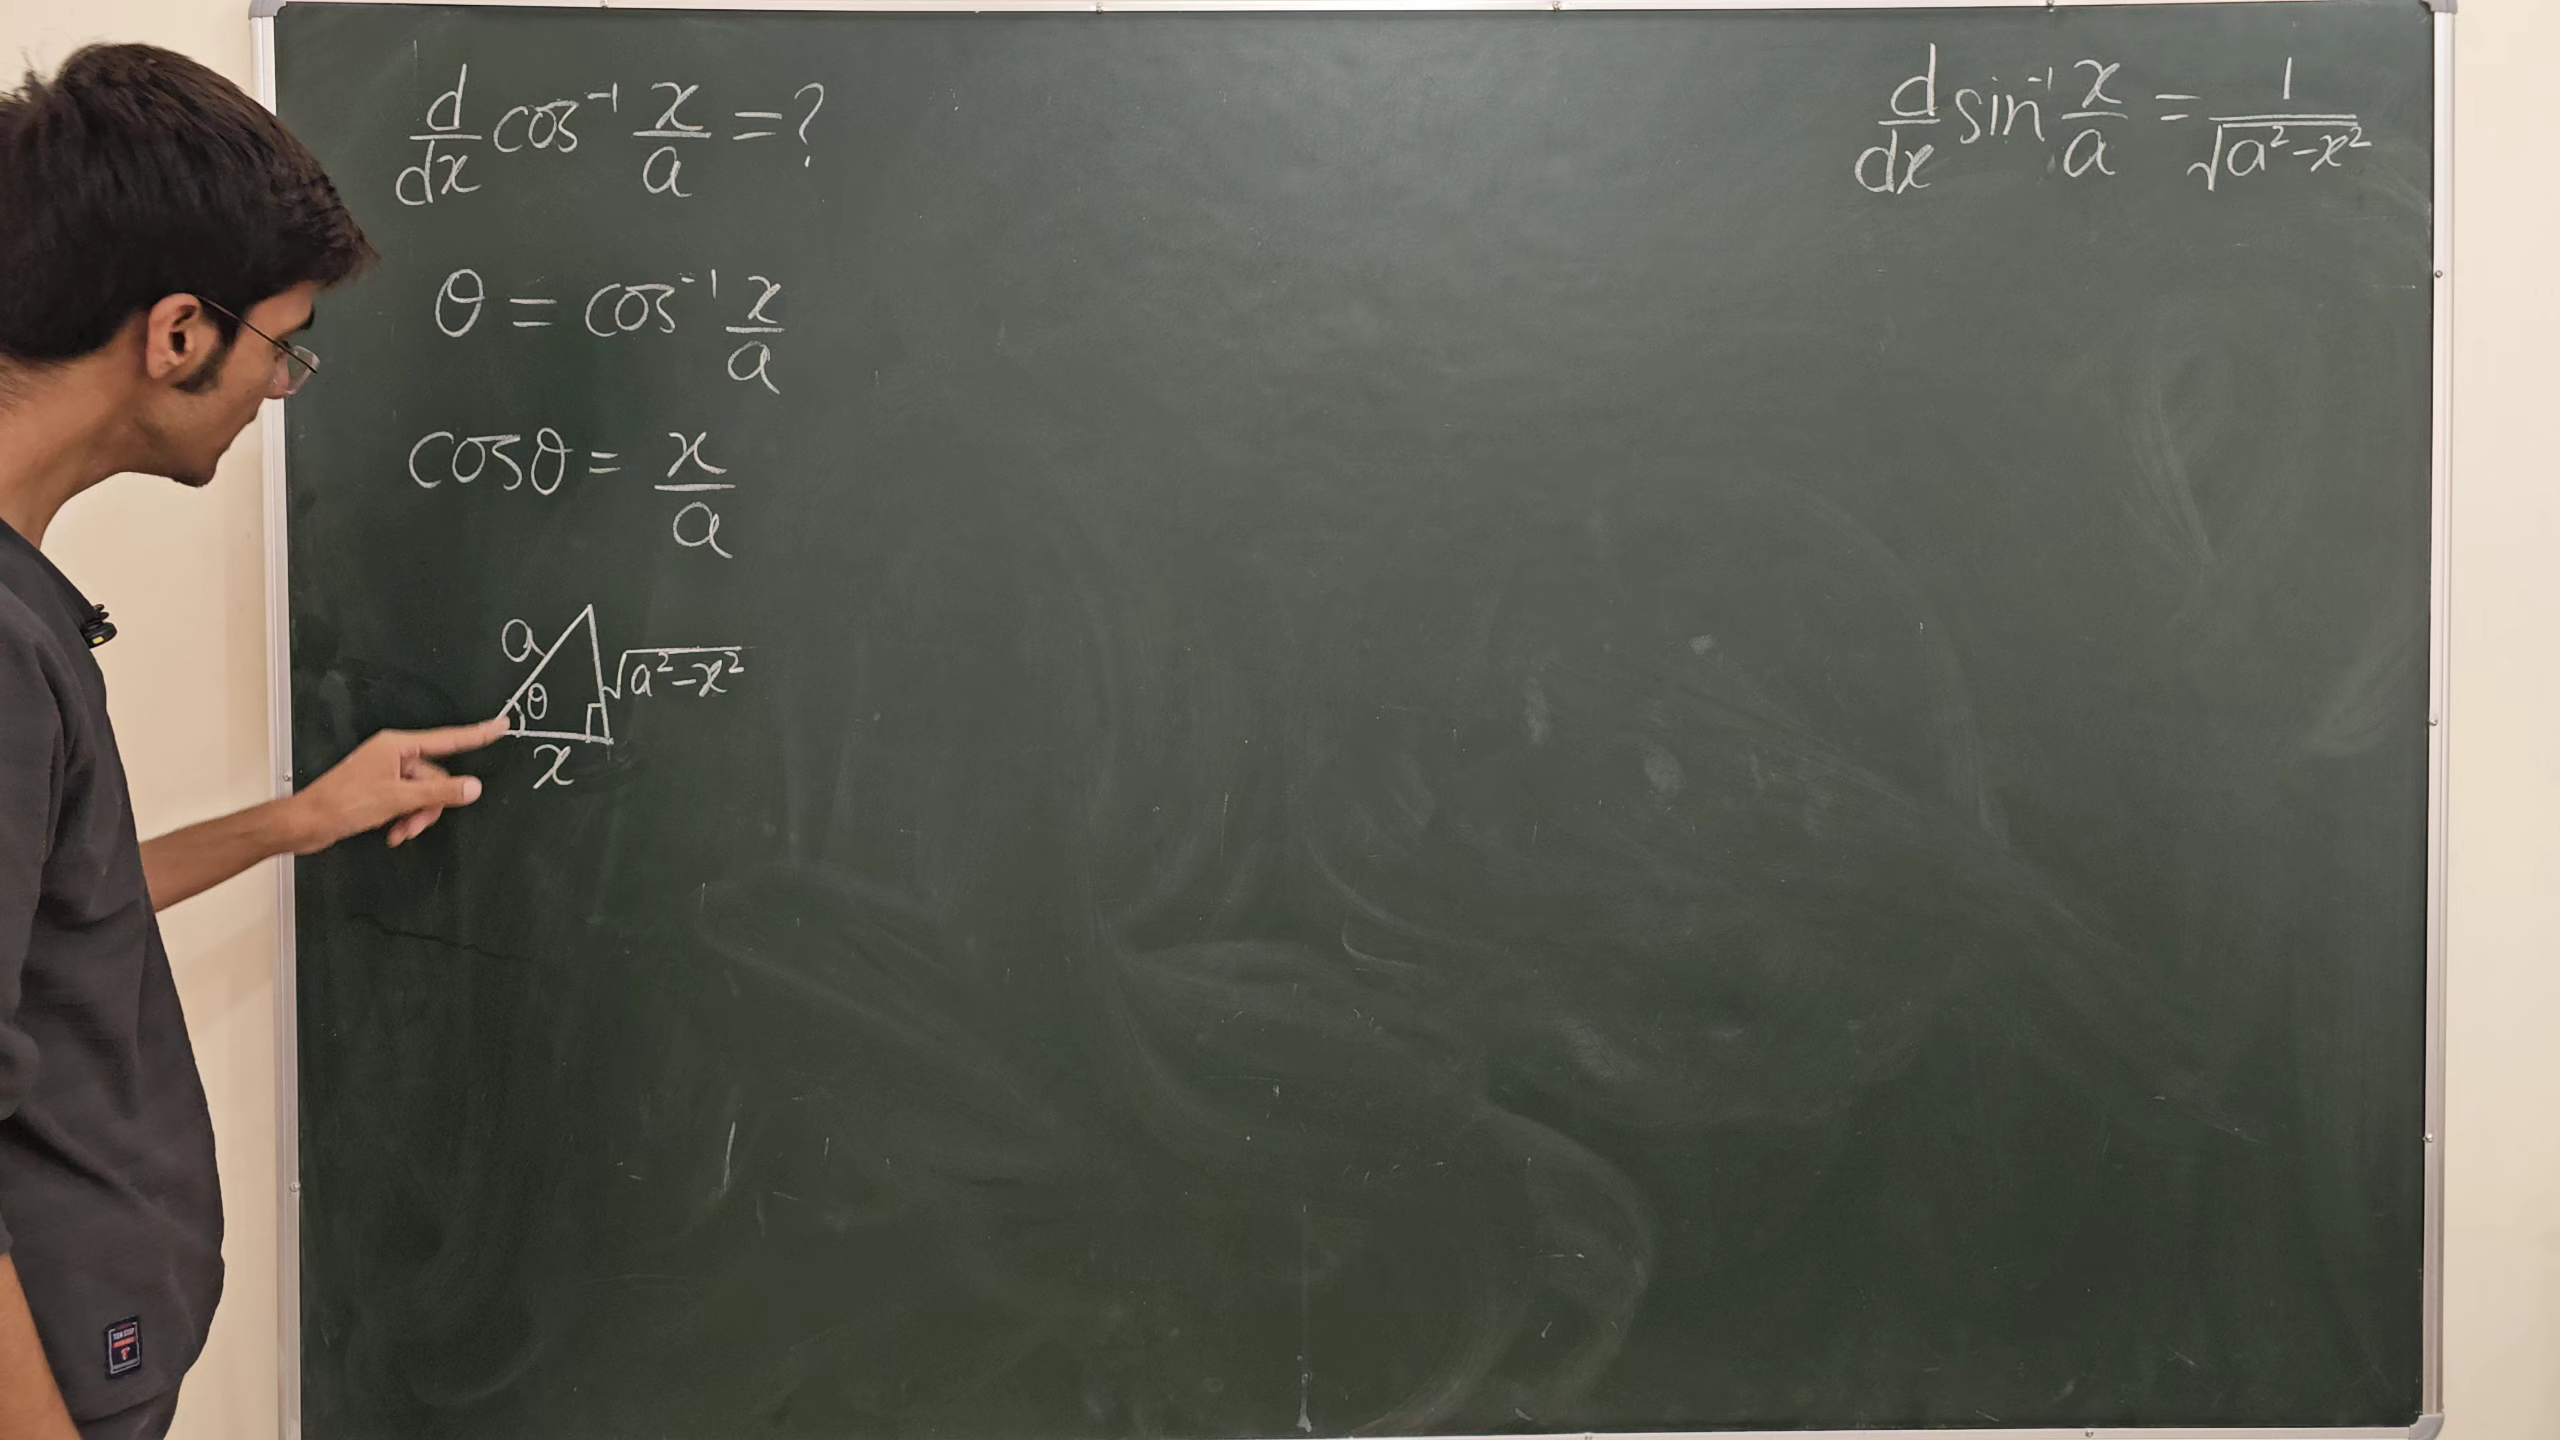 d/dx cos⁻¹ x/a = ?
d/dx sin⁻¹ x/a = 1/√(a²-x²)
θ = cos⁻¹ x/a
cosθ = x/a
a
√(a²-x²)
θ
x